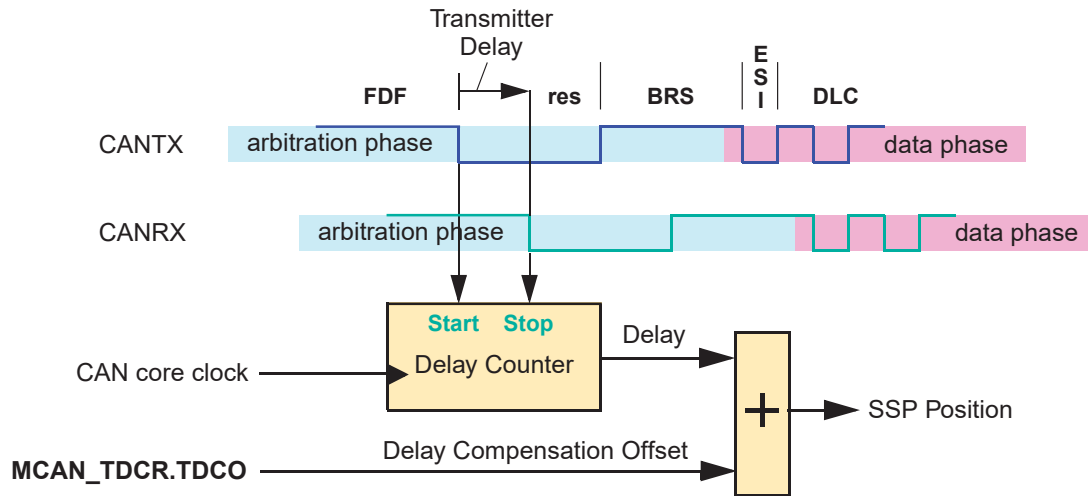 Transmitter
Delay
E
S
I
FDF
res
BRS
DLC
CANTX
arbitration phase
data phase
CANRX
arbitration phase
data phase
Start
Stop
Delay Counter
Delay
CAN core clock
+
SSP Position
Delay Compensation Offset
MCAN_TDCR.TDCO